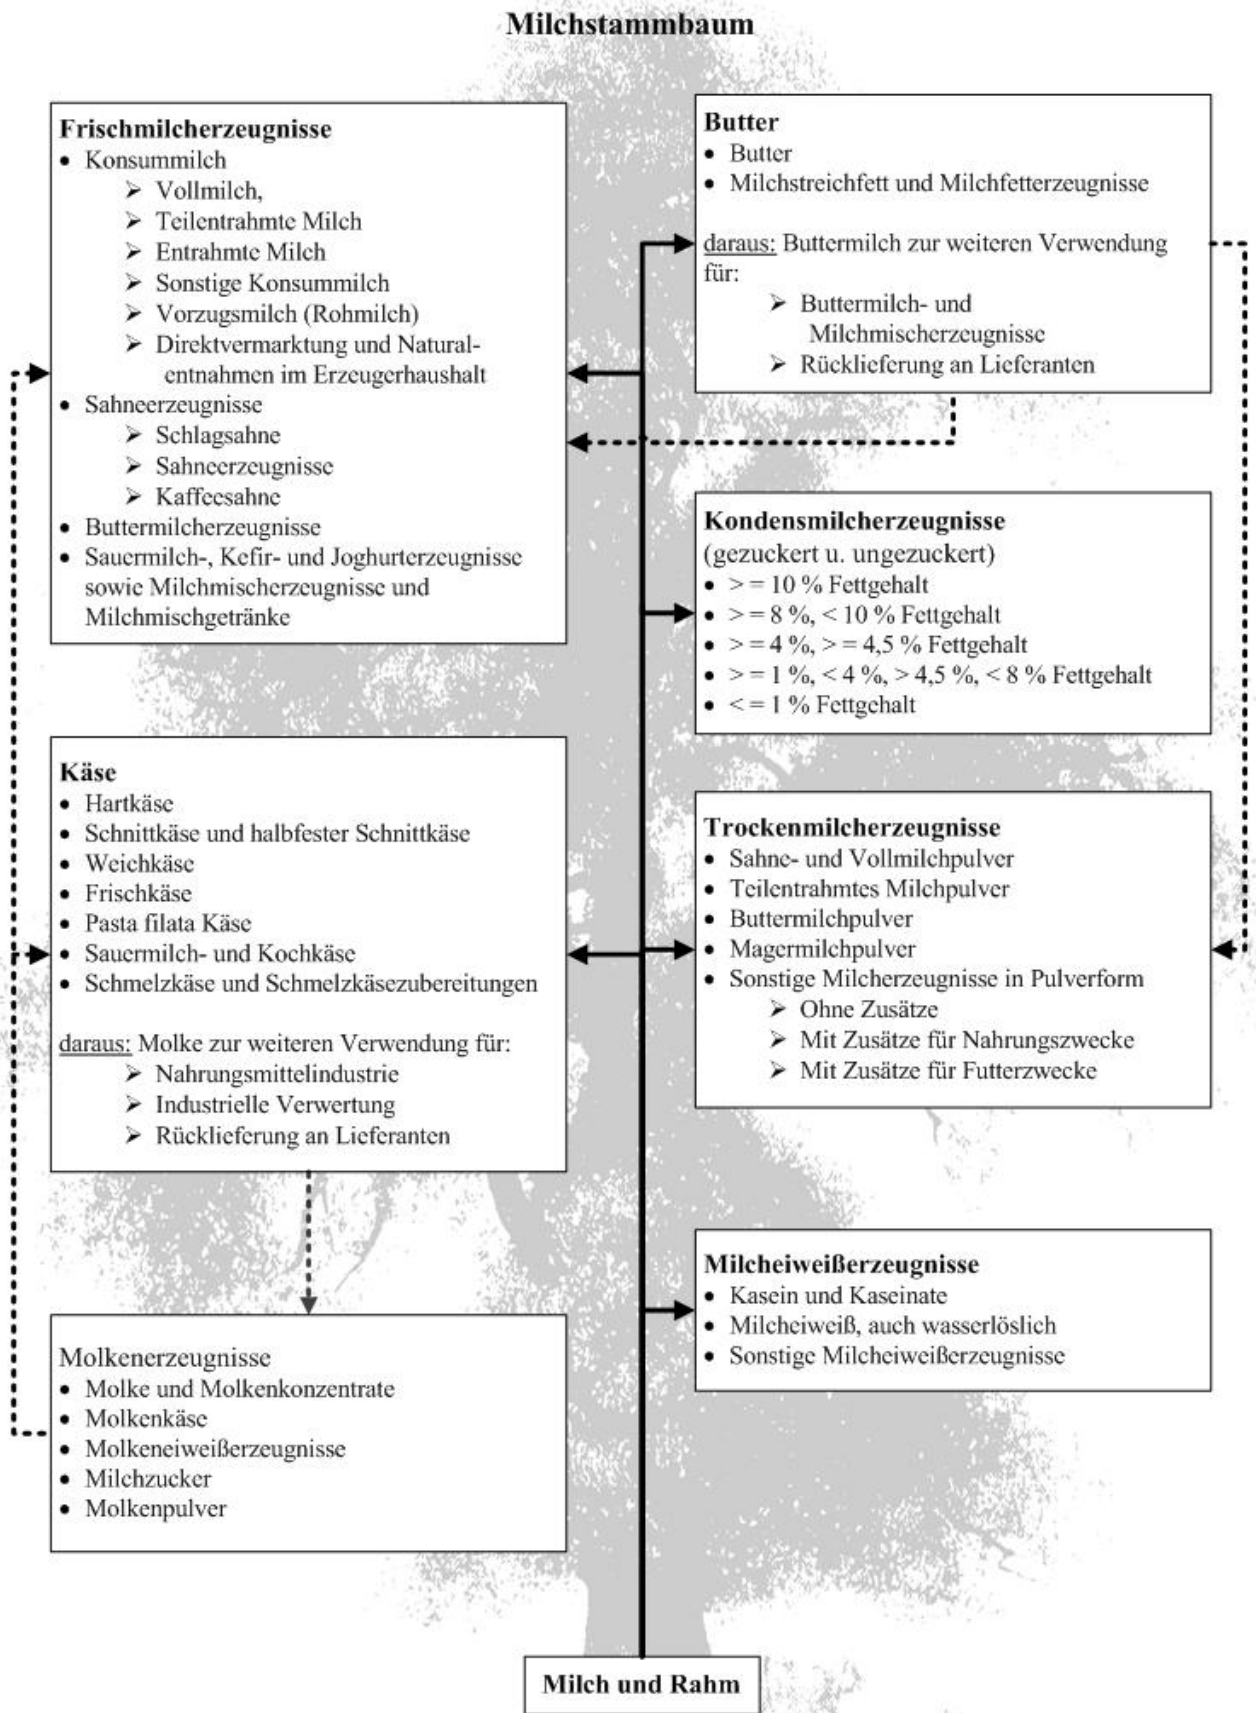 Milchstammbaum
Frischmilcherzeugnisse
• Konsummilch
➢ Vollmilch,
➢ Teilentrahmte Milch
➢ Entrahmte Milch
➢ Sonstige Konsummilch
➢ Vorzugsmilch (Rohmilch)
➢ Direktvermarktung und Natural-
entnahmen im Erzeugerhaushalt
• Sahneerzeugnisse
➢ Schlagsahne
➢ Sahneerzeugnisse
➢ Kaffeesahne
• Buttermilcherzeugnisse
• Sauermilch-, Kefir- und Joghurterzeugnisse
sowie Milchmischerzeugnisse und
Milchmischgetränke
Butter
• Butter
• Milchstreichfett und Milchfetterzeugnisse
daraus: Buttermilch zur weiteren Verwendung
für:
➢ Buttermilch- und
Milchmischerzeugnisse
➢ Rücklieferung an Lieferanten
Kondensmilcherzeugnisse
(gezuckert u. ungezuckert)
• > = 10 % Fettgehalt
• > = 8 %, < 10 % Fettgehalt
• > = 4 %, > = 4,5 % Fettgehalt
• > = 1 %, < 4 %, > 4,5 %, < 8 % Fettgehalt
• < = 1 % Fettgehalt
Käse
• Hartkäse
• Schnittkäse und halbfester Schnittkäse
• Weichkäse
• Frischkäse
• Pasta filata Käse
• Sauermilch- und Kochkäse
• Schmelzkäse und Schmelzkäsezubereitungen
daraus: Molke zur weiteren Verwendung für:
➢ Nahrungsmittelindustrie
➢ Industrielle Verwertung
➢ Rücklieferung an Lieferanten
Trockenmilcherzeugnisse
• Sahne- und Vollmilchpulver
• Teilentrahmtes Milchpulver
• Buttermilchpulver
• Magermilchpulver
• Sonstige Milcherzeugnisse in Pulverform
➢ Ohne Zusätze
➢ Mit Zusätze für Nahrungszwecke
➢ Mit Zusätze für Futterzwecke
Milcheiweißerzeugnisse
• Kasein und Kaseinate
• Milcheiweiß, auch wasserlöslich
• Sonstige Milcheiweißerzeugnisse
Molkenerzeugnisse
• Molke und Molkenkonzentrate
• Molkenkäse
• Molkeneiweißerzeugnisse
• Milchzucker
• Molkenpulver
Milch und Rahm